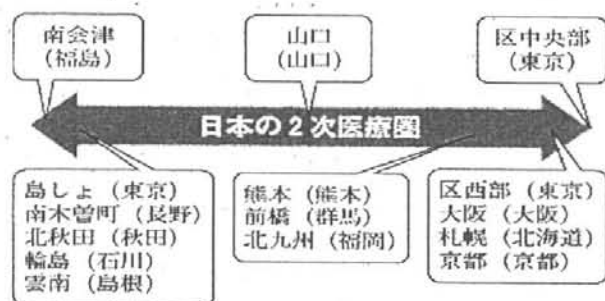 南会津
(福島)
山口
(山口)
区中央部
(東京)
日本の2次医療圏
島しょ (東京)
南木曽町 (長野)
北秋田 (秋田)
輪島 (石川)
雲南 (島根)
熊本 (熊本)
前橋 (群馬)
北九州 (福岡)
区西部 (東京)
大阪 (大阪)
札幌 (北海道)
京都 (京都)